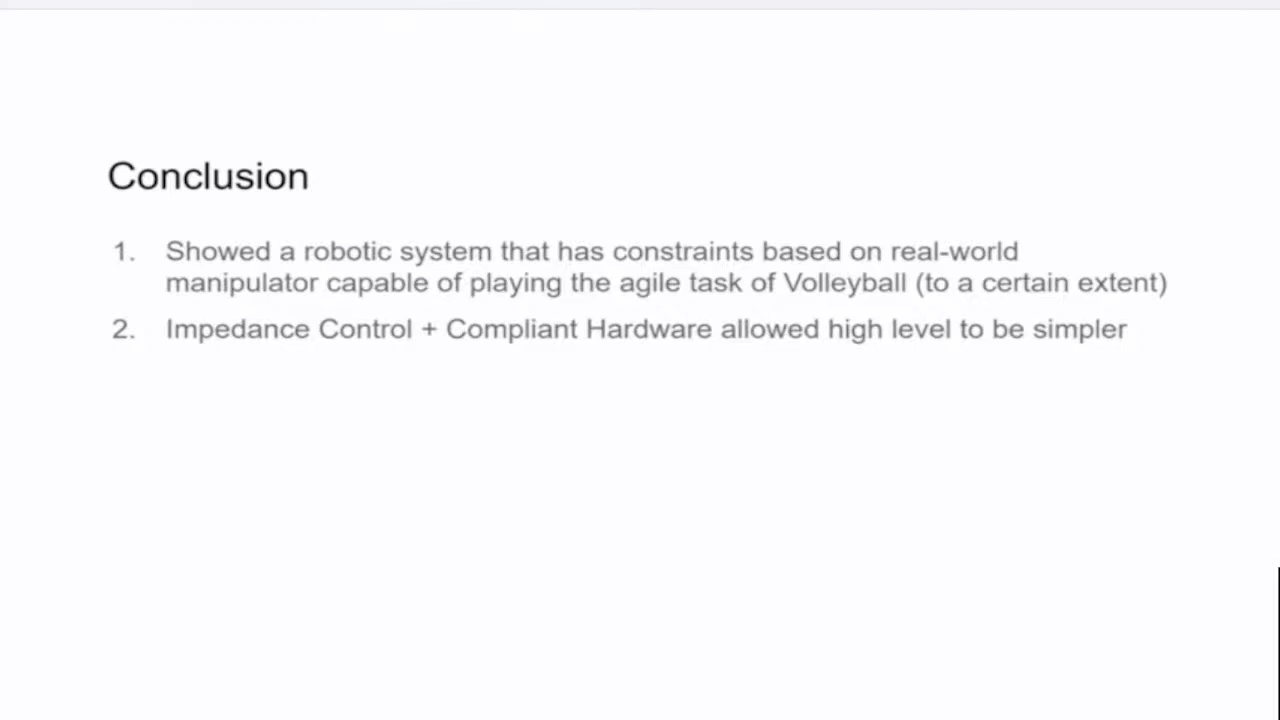 Conclusion
1. Showed a robotic system that has constraints based on real-world
manipulator capable of playing the agile task of Volleyball (to a certain extent)
2. Impedance Control + Compliant Hardware allowed high level to be simpler